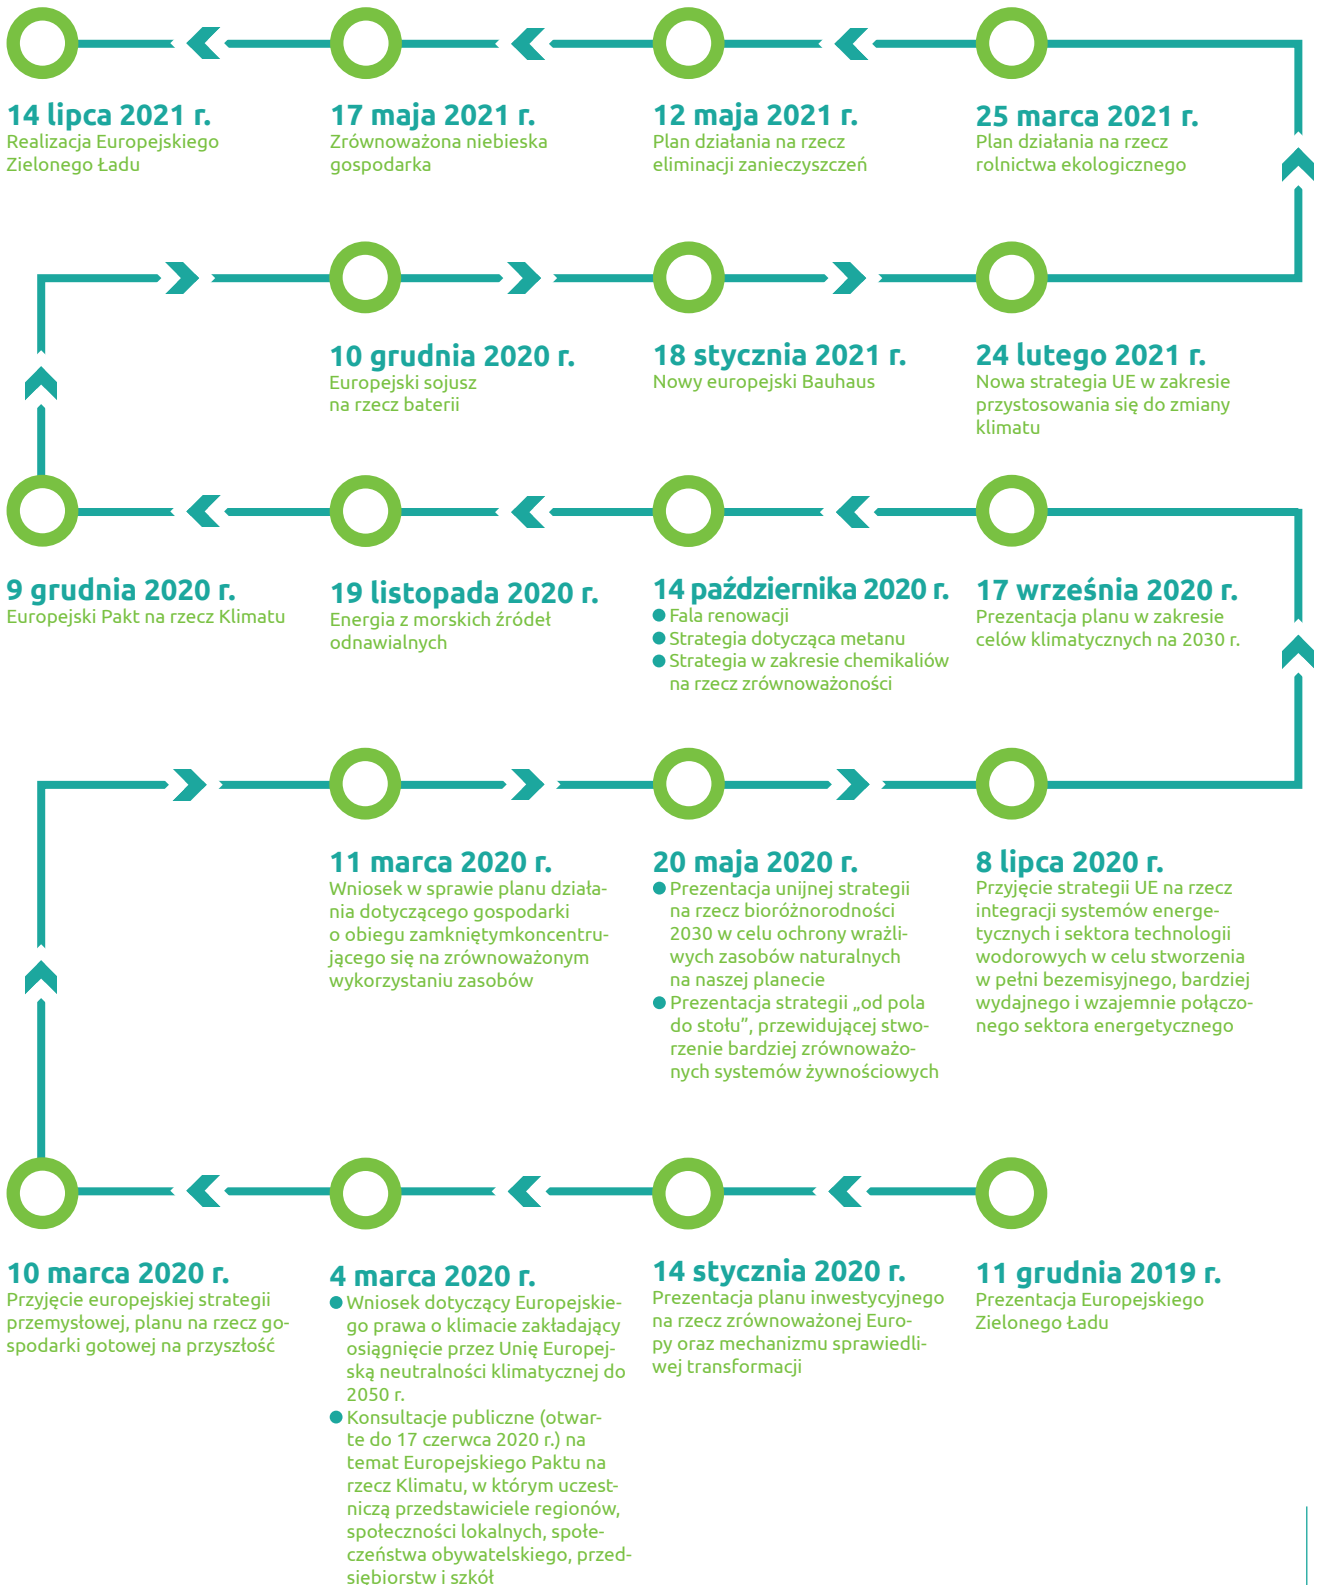 14 lipca 2021 r.
Realizacja Europejskiego
Zielonego Ładu
17 maja 2021 r.
Zrównoważona niebieska
gospodarka
12 maja 2021 r.
Plan działania na rzecz
eliminacji zanieczyszczeń
25 marca 2021 r.
Plan działania na rzecz
rolnictwa ekologicznego
10 grudnia 2020 r.
Europejski sojusz
na rzecz baterii
18 stycznia 2021 r.
Nowy europejski Bauhaus
24 lutego 2021 r.
Nowa strategia UE w zakresie
przystosowania się do zmiany
klimatu
9 grudnia 2020 r.
Europejski Pakt na rzecz Klimatu
19 listopada 2020 r.
Energia z morskich źródeł
odnawialnych
14 października 2020 r.
● Fala renowacji
● Strategia dotycząca metanu
● Strategia w zakresie chemikaliów
na rzecz zrównoważoności
17 września 2020 r.
Prezentacja planu w zakresie
celów klimatycznych na 2030 r.
11 marca 2020 r.
Wniosek w sprawie planu działa-
nia dotyczącego gospodarki
o obiegu zamkniętymkoncentru-
jącego się na zrównoważonym
wykorzystaniu zasobów
20 maja 2020 r.
● Prezentacja unijnej strategii
na rzecz bioróżnorodności
2030 w celu ochrony wrażli-
wych zasobów naturalnych
na naszej planecie
● Prezentacja strategii „od pola
do stołu”, przewidującej stwo-
rzenie bardziej zrównoważo-
nych systemów żywnościowych
8 lipca 2020 r.
Przyjęcie strategii UE na rzecz
integracji systemów energe-
tycznych i sektora technologii
wodorowych w celu stworzenia
w pełni bezemisyjnego, bardziej
wydajnego i wzajemnie połączo-
nego sektora energetycznego
10 marca 2020 r.
Przyjęcie europejskiej strategii
przemysłowej, planu na rzecz go-
spodarki gotowej na przyszłość
4 marca 2020 r.
● Wniosek dotyczący Europejskie-
go prawa o klimacie zakładający
osiągnięcie przez Unię Europej-
ską neutralności klimatycznej do
2050 r.
● Konsultacje publiczne (otwar-
te do 17 czerwca 2020 r.) na
temat Europejskiego Paktu na
rzecz Klimatu, w którym uczest-
niczą przedstawiciele regionów,
społeczności lokalnych, społe-
czeństwa obywatelskiego, przed-
siębiorstw i szkół
14 stycznia 2020 r.
Prezentacja planu inwestycyjnego
na rzecz zrównoważonej Euro-
py oraz mechanizmu sprawiedli-
wej transformacji
11 grudnia 2019 r.
Prezentacja Europejskiego
Zielonego Ładu